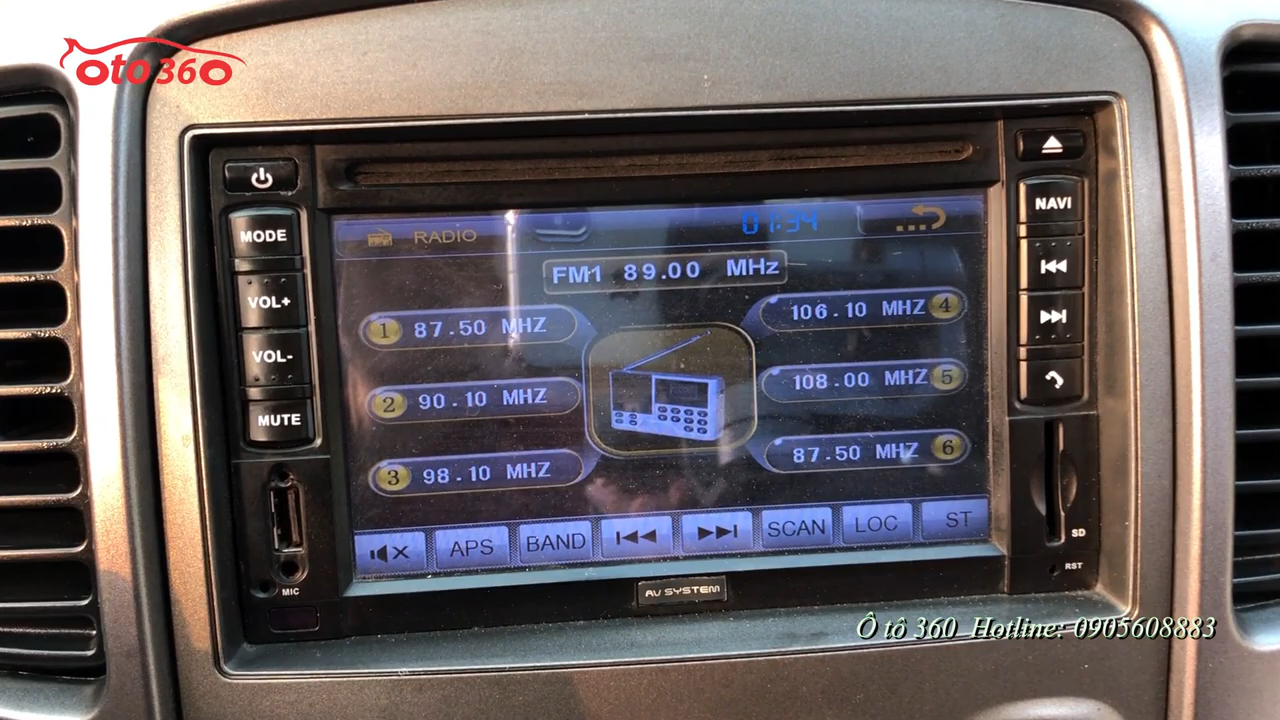 oto 360
MODE
VOL+
VOL-
MUTE
MIC
RADIO
01:34
FM1 89.00 MHz
1 87.50 MHZ
2 90.10 MHZ
3 98.10 MHZ
106.10 MHZ 4
108.00 MHZ 5
87.50 MHZ 6
APS
BAND
SCAN
LOC
ST
AV SYSTEM
NAVI
SD
RST
Ô tô 360 Hotline: 0905608883